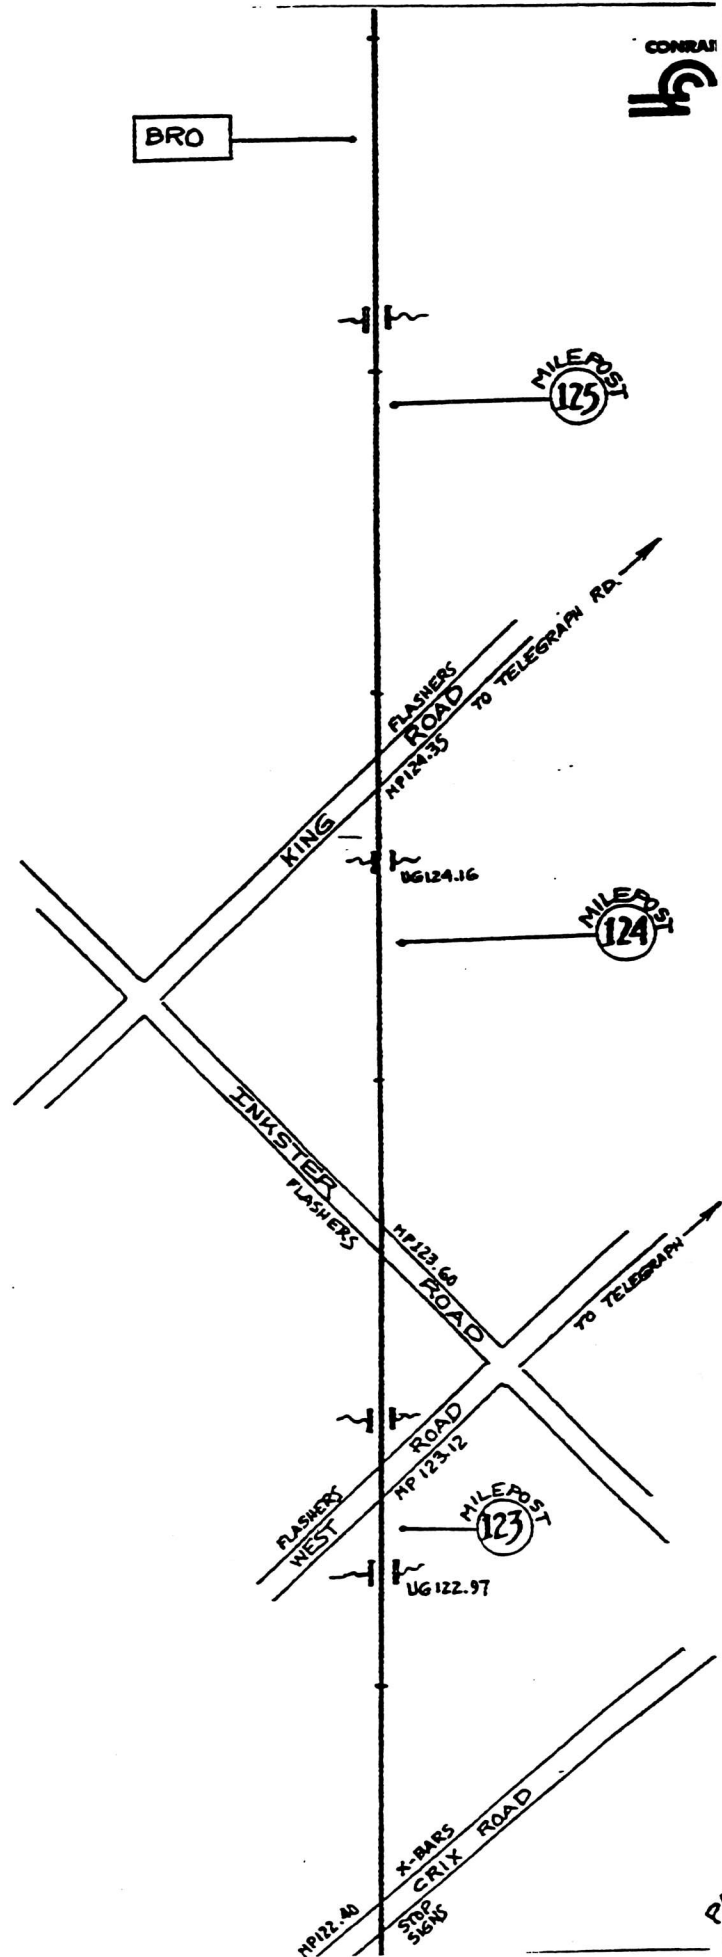 CONRAI
BRO
MILEPOST
125
TO TELEGRAPH RD.
FLASHERS
KING ROAD
MP124.35
UG124.16
MILEPOST
124
INKSTER ROAD
FLASHERS
MP123.60
TO TELEGRAPH
FLASHERS
WEST ROAD
MP 123.12
MILEPOST
123
UG122.97
X-BARS
CRIX ROAD
STOP
SIGNS
MP122.40